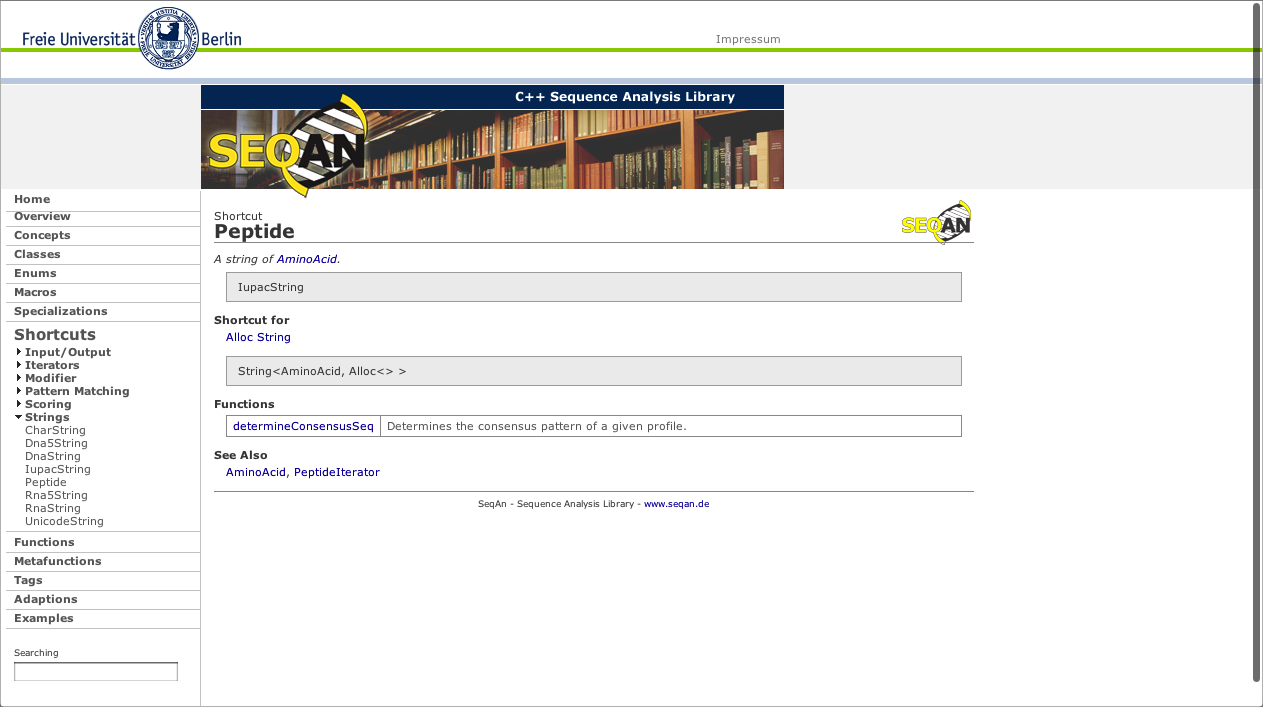 Freie Universität Berlin
Impressum
C++ Sequence Analysis Library
SEQAN
Home
Overview
Concepts
Classes
Enums
Macros
Specializations
Shortcuts
Input/Output
Iterators
Modifier
Pattern Matching
Scoring
Strings
CharString
Dna5String
DnaString
IupacString
Peptide
Rna5String
RnaString
UnicodeString
Functions
Metafunctions
Tags
Adaptions
Examples
Searching
Shortcut
Peptide
SEQAN
A string of AminoAcid.
IupacString
Shortcut for
Alloc String
String<AminoAcid, Alloc<> >
Functions
determineConsensusSeq Determines the consensus pattern of a given profile.
See Also
AminoAcid, PeptideIterator
SeqAn - Sequence Analysis Library - www.seqan.de